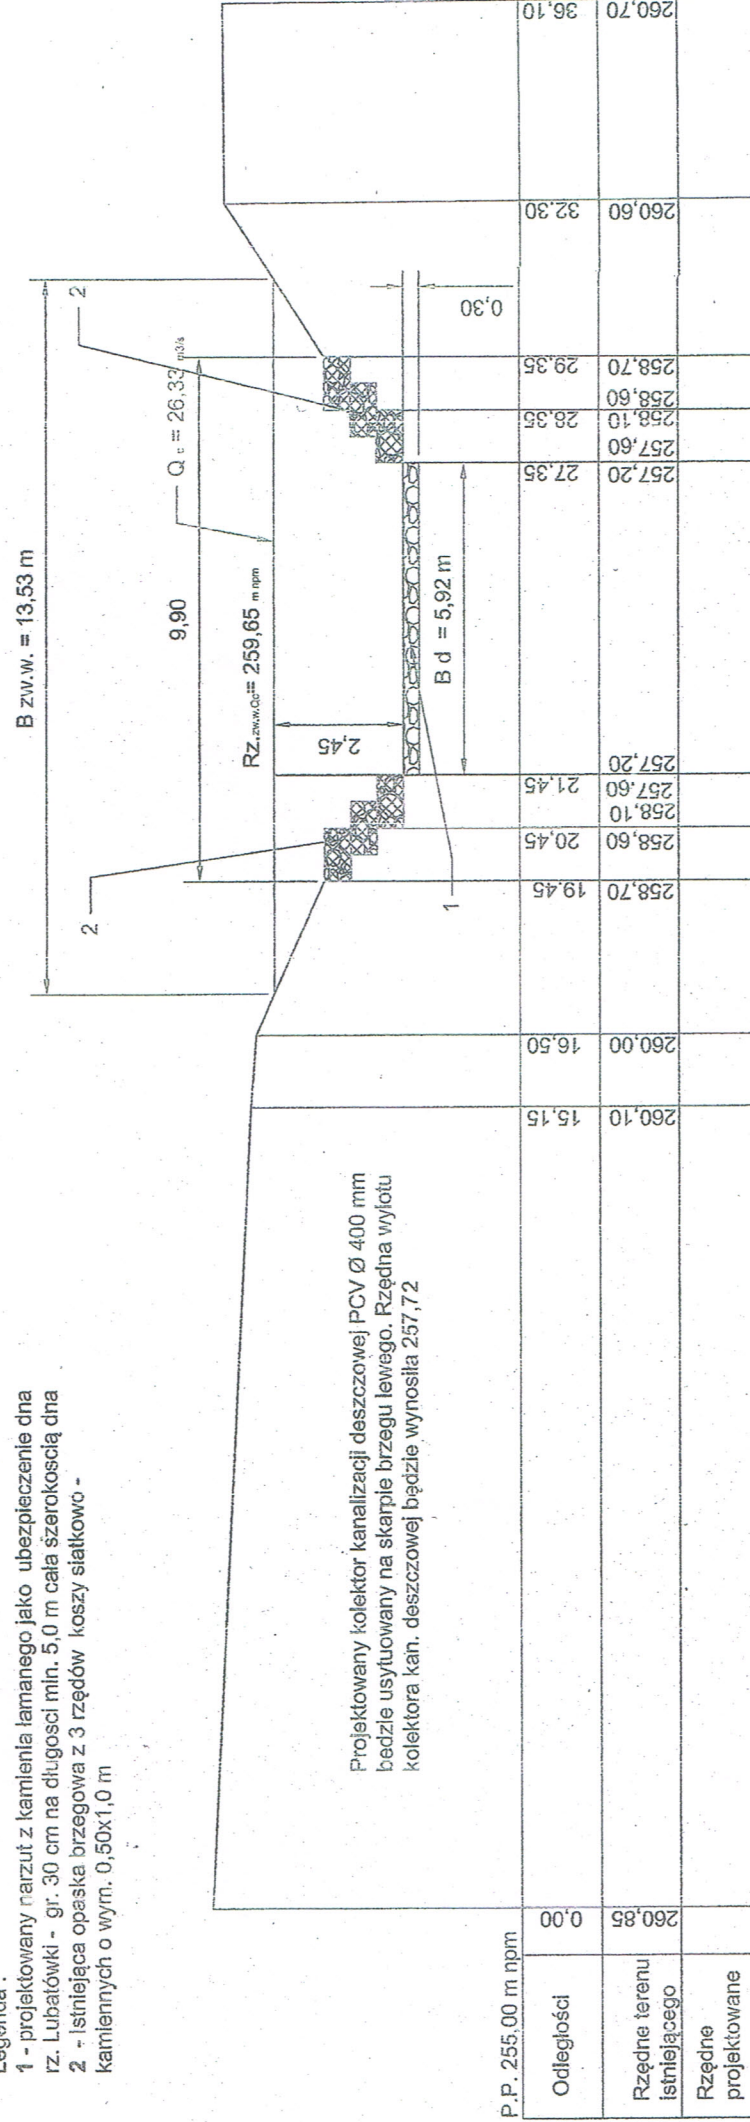 Legenda :
1 - projektowany narzut z kamienia łamanego jako ubezpieczenie dna
rz. Lubatówki - gr. 30 cm na długosci min. 5,0 m cała szerokoscią dna
2 - Istniejąca opaska brzegowa z 3 rzędów koszy siatkowo -
kamiennych o wym. 0,50x1,0 m
B zw.w. = 13,53 m
2
2
Q c = 26,33 m3/s
9,90
Rz.zw.w.Qc= 259,65 m npm
2,45
0,30
B d = 5,92 m
1
Projektowany kolektor kanalizacji deszczowej PCV Ø 400 mm
bedzie usytuowany na skarpie brzegu lewego. Rzędna wylotu
kolektora kan. deszczowej będzie wynosiła 257,72
P.P. 255,00 m npm
Odległości
0,00 15,15 16,50 19.45 20,45 21,45 27.35 28.35 29.35 32.30 36,10
Rzędne terenu
istniejącego
260,85 260,10 260,00 258,70 258,60 258,10 257,60 257,20 257,20 257,60 258,10 258,60 258,70 260,60 260,70
Rzędne
projektowane